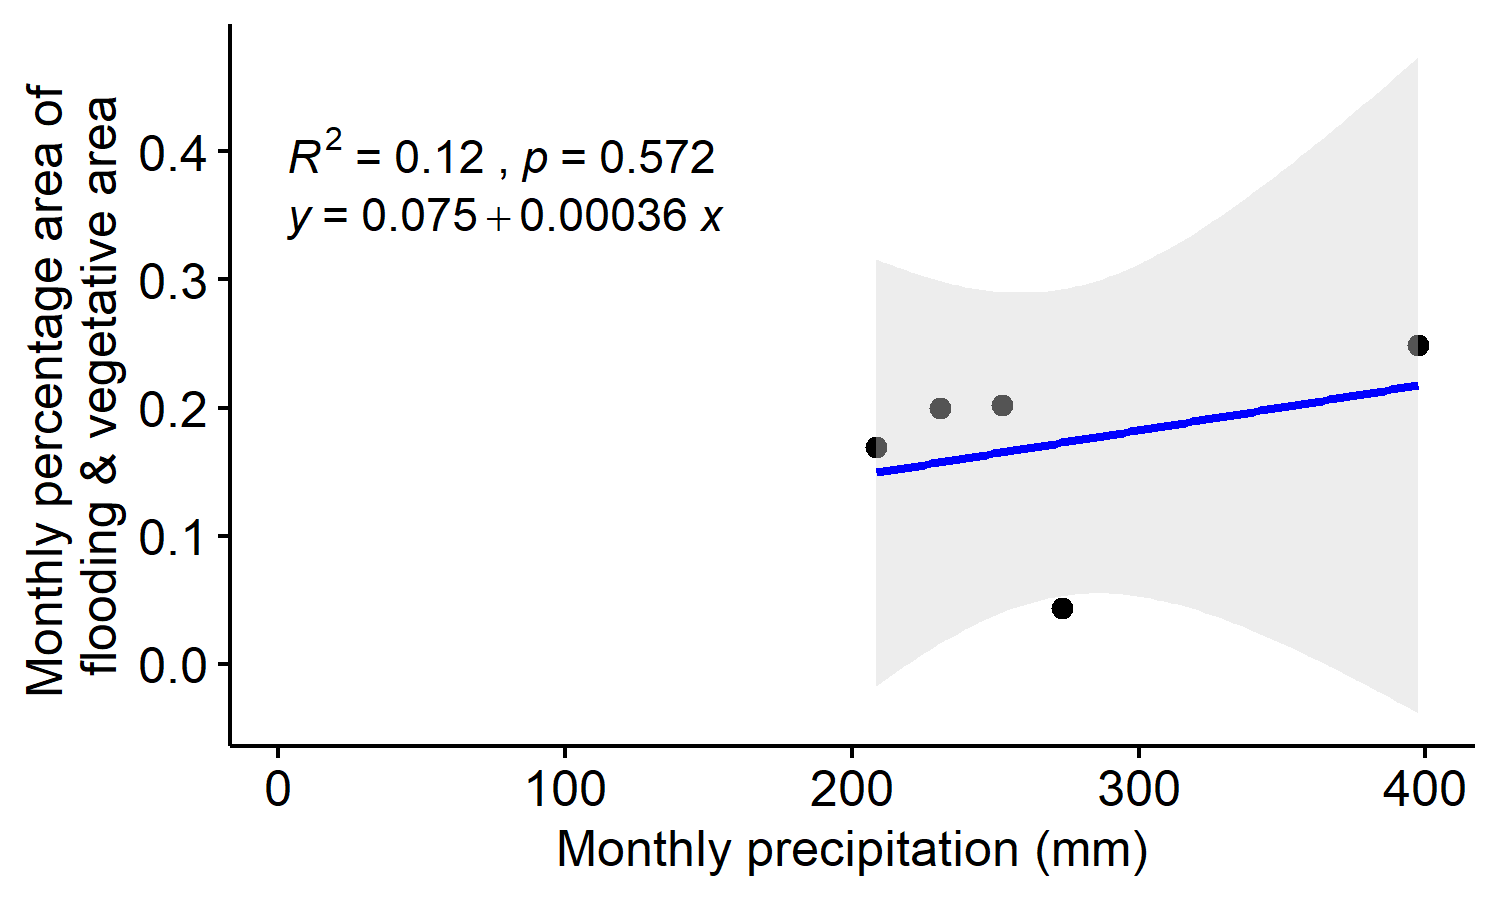 Monthly percentage area of
flooding & vegetative area
0.4
0.3
0.2
0.1
0.0
R² = 0.12 , p = 0.572
y = 0.075 + 0.00036 x
0 100 200 300 400
Monthly precipitation (mm)